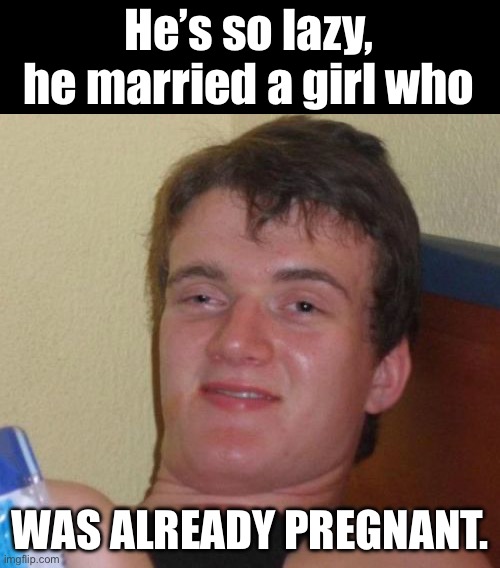 He’s so lazy,
he married a girl who
WAS ALREADY PREGNANT.
imgflip.com